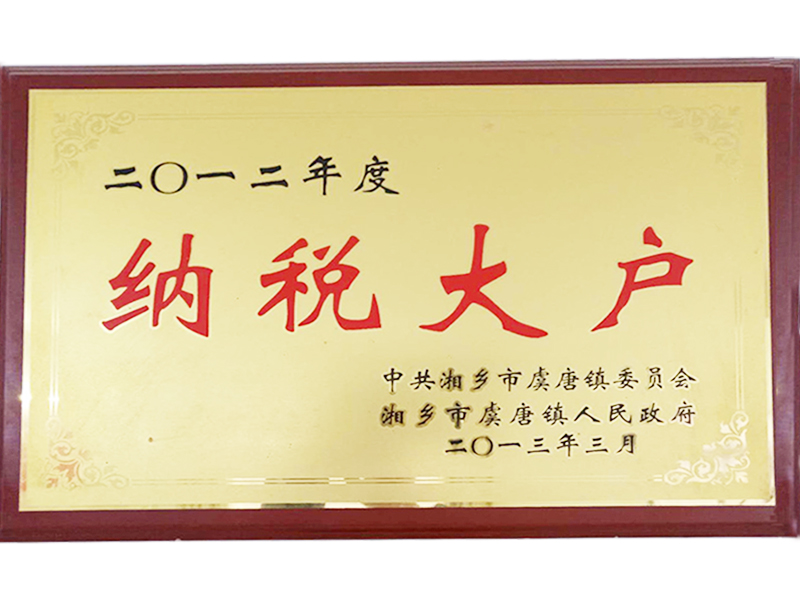 二〇一二年度
纳税大户
中共湘乡市虞唐镇委员会
湘乡市虞唐镇人民政府
二〇一三年三月